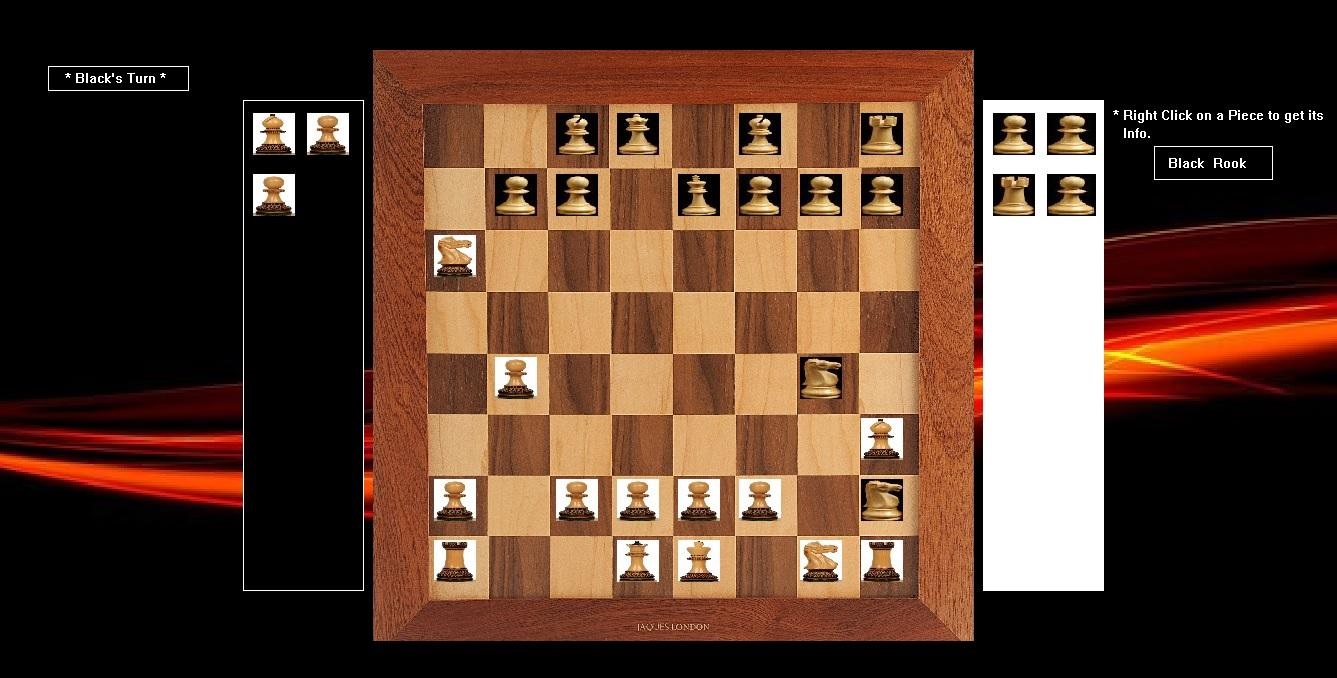 * Black's Turn *
* Right Click on a Piece to get its
Info.
Black Rook
JAQUES LONDON